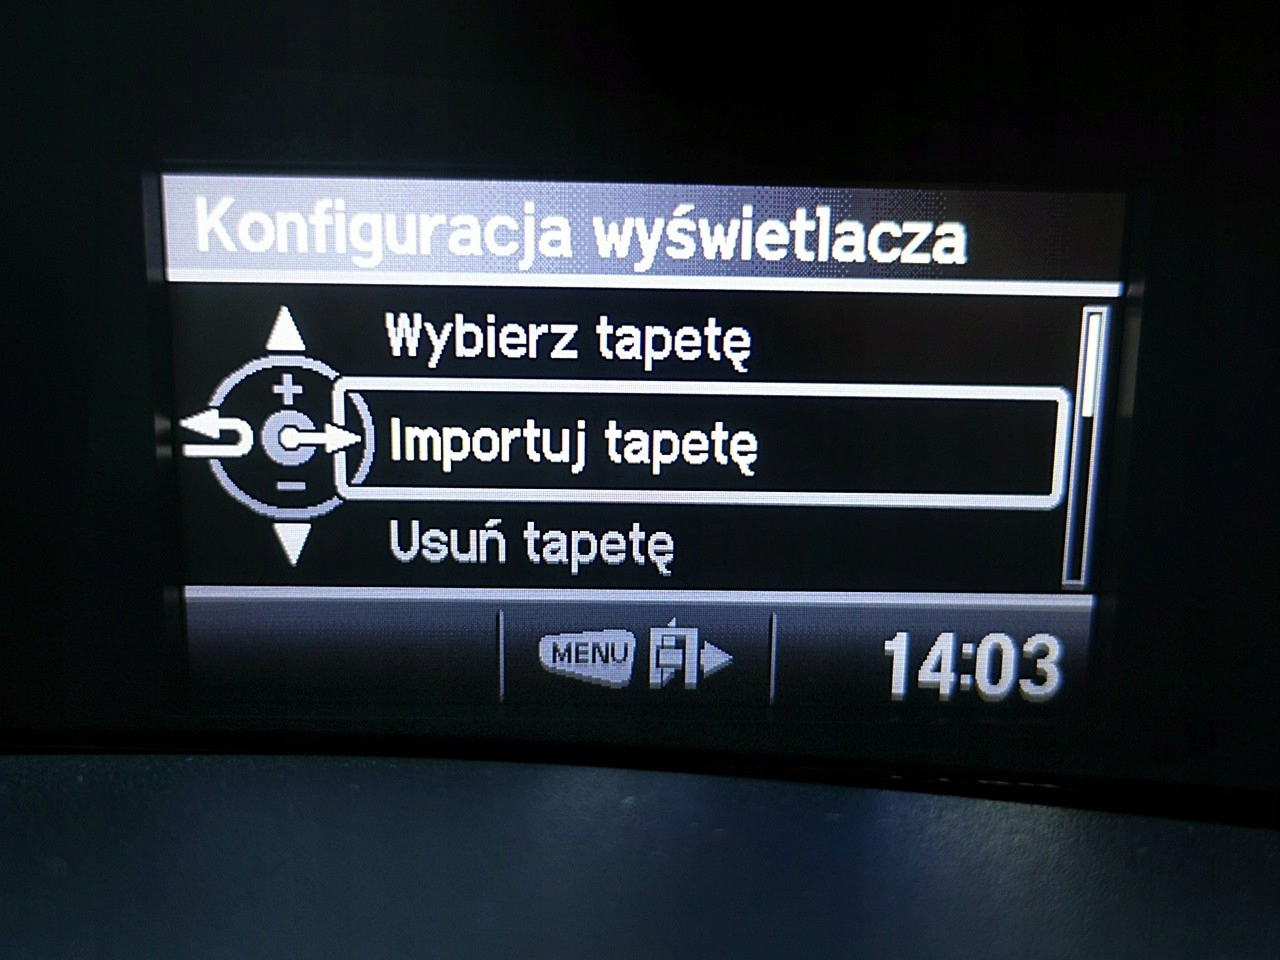 Konfiguracja wyświetlacza
Wybierz tapetę
Importuj tapetę
Usuń tapetę
MENU
14:03